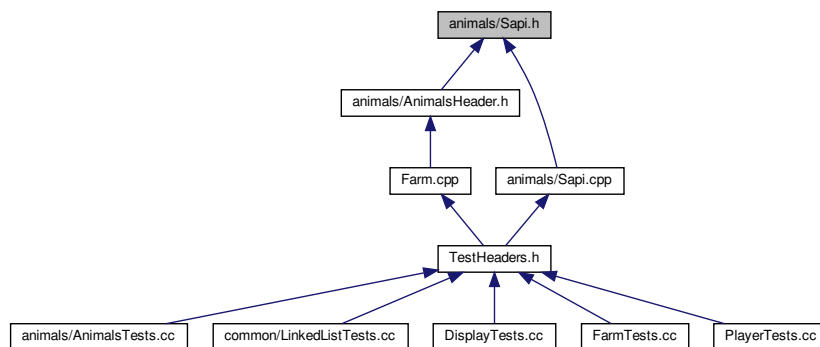 animals/Sapi.h
animals/AnimalsHeader.h
Farm.cpp
animals/Sapi.cpp
TestHeaders.h
animals/AnimalsTests.cc
common/LinkedListTests.cc
DisplayTests.cc
FarmTests.cc
PlayerTests.cc